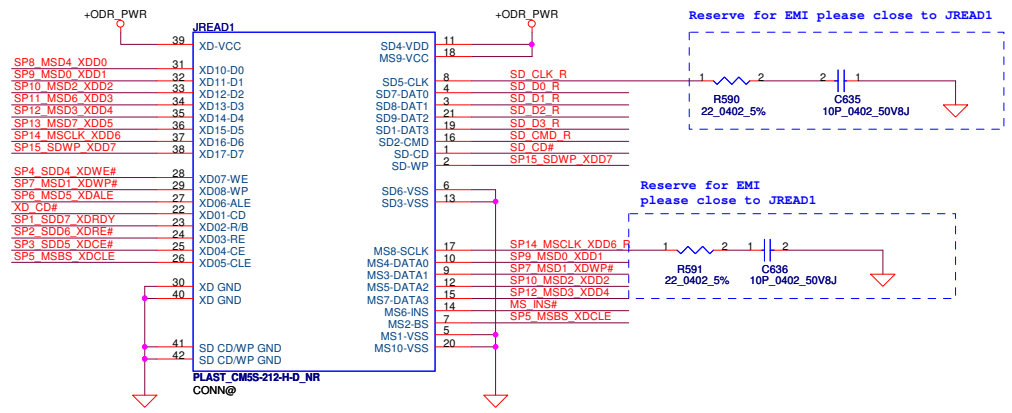 +ODR_PWR
+ODR_PWR
Reserve for EMI please close to JREAD1
JREAD1
39 XD-VCC
SD4-VDD 11
MS9-VCC 18
SP8_MSD4_XDD0 31 XD10-D0
SP9_MSD0_XDD1 32 XD11-D1
SP10_MSD2_XDD2 33 XD12-D2
SP11_MSD6_XDD3 34 XD13-D3
SP12_MSD3_XDD4 35 XD14-D4
SP13_MSD7_XDD5 36 XD15-D5
SP14_MSCLK_XDD6 37 XD16-D6
SP15_SDWP_XDD7 38 XD17-D7
SD5-CLK 8 SD_CLK_R
SD7-DAT0 4 SD_D0_R
SD8-DAT1 3 SD_D1_R
SD9-DAT2 21 SD_D2_R
SD1-DAT3 19 SD_D3_R
SD2-CMD 16 SD_CMD_R
SD-CD 1 SD_CD#
SD-WP 2 SP15_SDWP_XDD7
1 2 2 1
R590 C635
22_0402_5% 10P_0402_50V8J
SP4_SDD4_XDWE# 28 XD07-WE
SP7_MSD1_XDWP# 29 XD08-WP
SP6_MSD5_XDALE 27 XD06-ALE
XD_CD# 22 XD01-CD
SP1_SDD7_XDRDY 23 XD02-R/B
SP2_SDD6_XDRE# 24 XD03-RE
SP3_SDD5_XDCE# 25 XD04-CE
SP5_MSBS_XDCLE 26 XD05-CLE
SD6-VSS 6
SD3-VSS 13
Reserve for EMI
please close to JREAD1
MS8-SCLK 17 SP14_MSCLK_XDD6_R
MS4-DATA0 10 SP9_MSD0_XDD1
MS3-DATA1 9 SP7_MSD1_XDWP#
MS5-DATA2 12 SP10_MSD2_XDD2
MS7-DATA3 15 SP12_MSD3_XDD4
MS6-INS 14 MS_INS#
MS2-BS 7 SP5_MSBS_XDCLE
MS1-VSS 5
MS10-VSS 20
1 2 1 2
R591 C636
22_0402_5% 10P_0402_50V8J
30 XD GND
40 XD GND
41 SD CD/WP GND
42 SD CD/WP GND
PLAST_CM5S-212-H-D_NR
CONN@